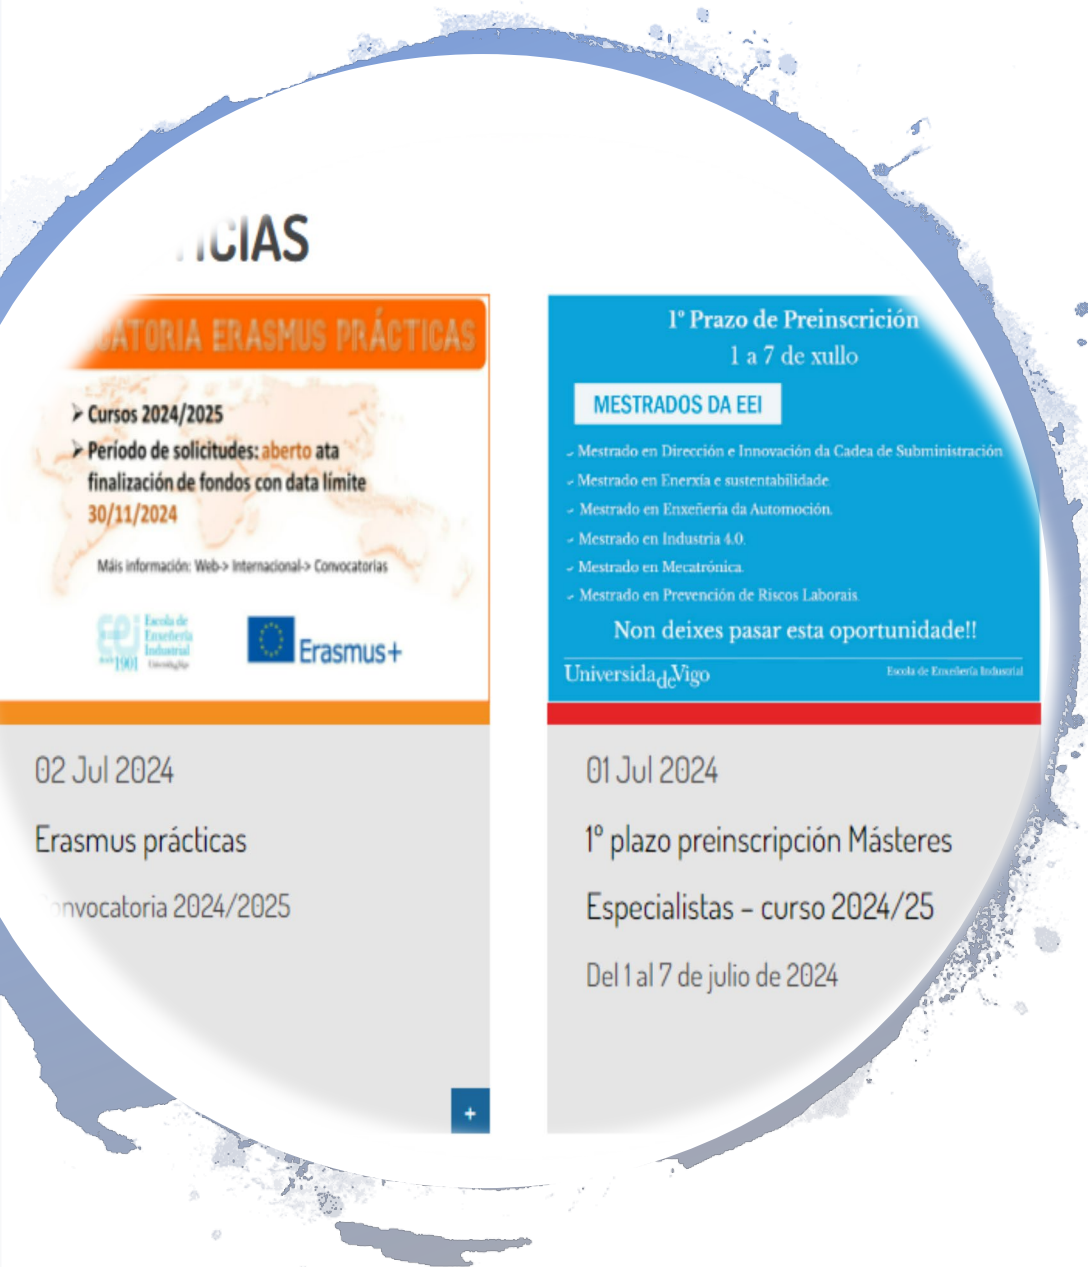 ICIAS
CATORIA ERASMUS PRÁCTICAS
➢ Cursos 2024/2025
➢ Período de solicitudes: aberto ata
finalización de fondos con data límite
30/11/2024
Máis información: Web-> Internacional-> Convocatorias
eei
1901
Escola de
Enxeñería
Industrial
Erasmus+
02 Jul 2024
Erasmus prácticas
onvocatoria 2024/2025
+
1º Prazo de Preinscrición
1 a 7 de xullo
MESTRADOS DA EEI
Mestrado en Dirección e Innovación da Cadea de Subministración
Mestrado en Enerxía e sustentabilidade.
Mestrado en Enxeñería da Automoción.
Mestrado en Industria 4.0.
Mestrado en Mecatrónica.
Mestrado en Prevención de Riscos Laborais.
Non deixes pasar esta oportunidade!!
UniversidadeVigo
Escola de Enxeñería Industrial
01 Jul 2024
1º plazo preinscripción Másteres
Especialistas – curso 2024/25
Del 1 al 7 de julio de 2024